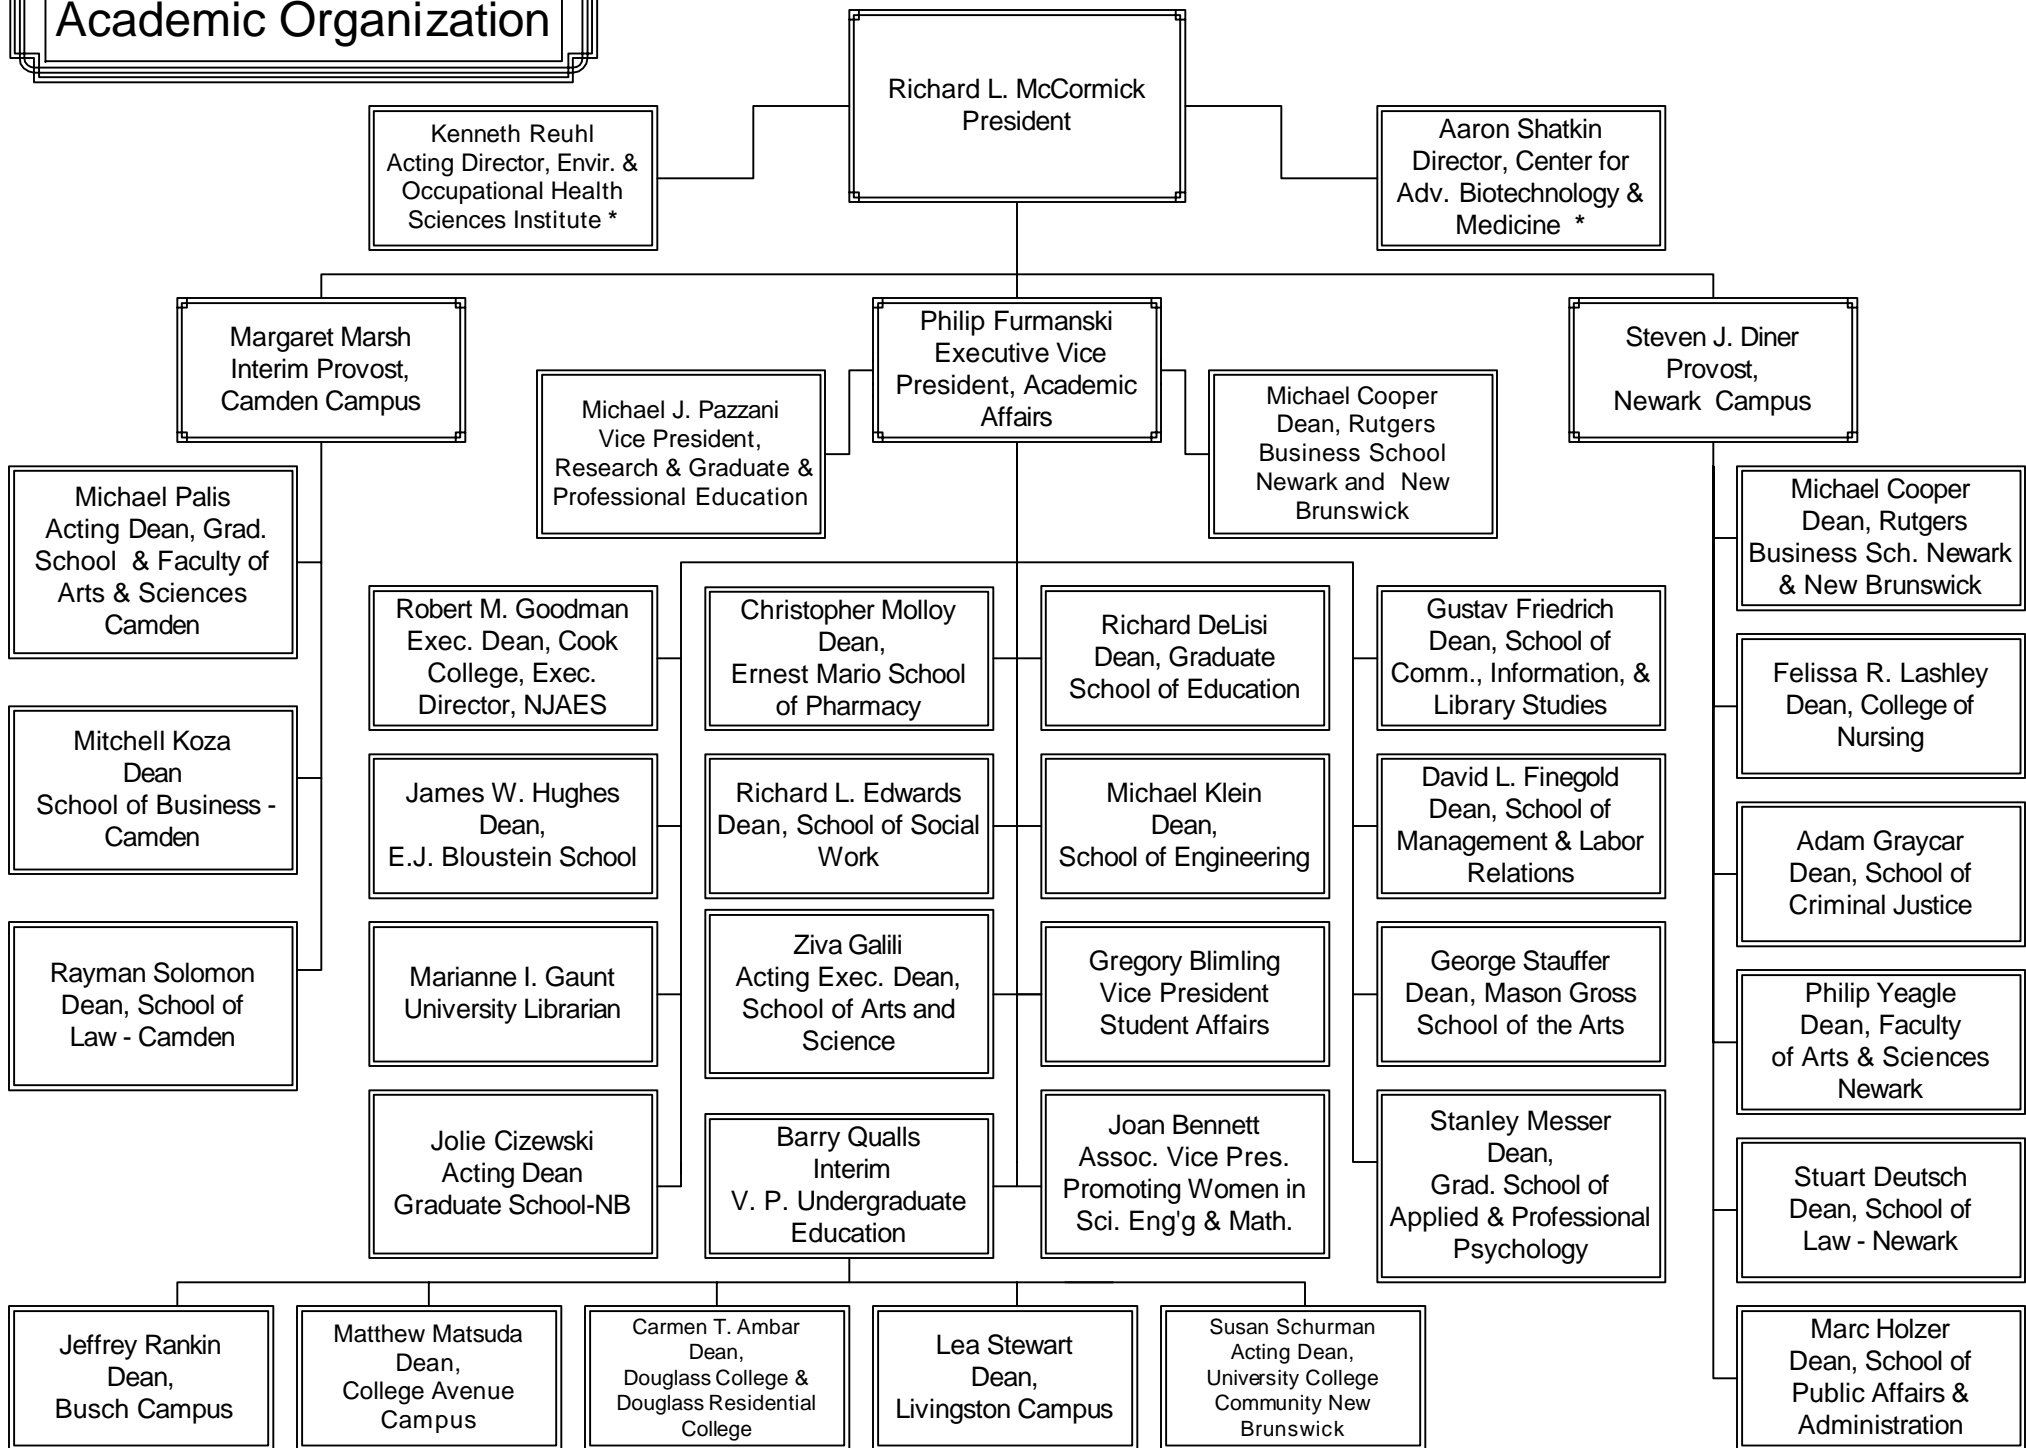 Academic Organization
Richard L. McCormick
President
Kenneth Reuhl
Acting Director, Envir. &
Occupational Health
Sciences Institute *
Aaron Shatkin
Director, Center for
Adv. Biotechnology &
Medicine *
Margaret Marsh
Interim Provost,
Camden Campus
Philip Furmanski
Executive Vice
President, Academic
Affairs
Steven J. Diner
Provost,
Newark Campus
Michael J. Pazzani
Vice President,
Research & Graduate &
Professional Education
Michael Cooper
Dean, Rutgers
Business School
Newark and New
Brunswick
Michael Palis
Acting Dean, Grad.
School & Faculty of
Arts & Sciences
Camden
Mitchell Koza
Dean
School of Business -
Camden
Rayman Solomon
Dean, School of
Law - Camden
Robert M. Goodman
Exec. Dean, Cook
College, Exec.
Director, NJAES
Christopher Molloy
Dean,
Ernest Mario School
of Pharmacy
Richard DeLisi
Dean, Graduate
School of Education
Gustav Friedrich
Dean, School of
Comm., Information, &
Library Studies
James W. Hughes
Dean,
E.J. Bloustein School
Richard L. Edwards
Dean, School of Social
Work
Michael Klein
Dean,
School of Engineering
David L. Finegold
Dean, School of
Management & Labor
Relations
Marianne I. Gaunt
University Librarian
Ziva Galili
Acting Exec. Dean,
School of Arts and
Science
Gregory Blimling
Vice President
Student Affairs
George Stauffer
Dean, Mason Gross
School of the Arts
Jolie Cizewski
Acting Dean
Graduate School-NB
Barry Qualls
Interim
V. P. Undergraduate
Education
Joan Bennett
Assoc. Vice Pres.
Promoting Women in
Sci. Eng'g & Math.
Stanley Messer
Dean,
Grad. School of
Applied & Professional
Psychology
Michael Cooper
Dean, Rutgers
Business Sch. Newark
& New Brunswick
Felissa R. Lashley
Dean, College of
Nursing
Adam Graycar
Dean, School of
Criminal Justice
Philip Yeagle
Dean, Faculty
of Arts & Sciences
Newark
Stuart Deutsch
Dean, School of
Law - Newark
Marc Holzer
Dean, School of
Public Affairs &
Administration
Jeffrey Rankin
Dean,
Busch Campus
Matthew Matsuda
Dean,
College Avenue
Campus
Carmen T. Ambar
Dean,
Douglass College &
Douglass Residential
College
Lea Stewart
Dean,
Livingston Campus
Susan Schurman
Acting Dean,
University College
Community New
Brunswick